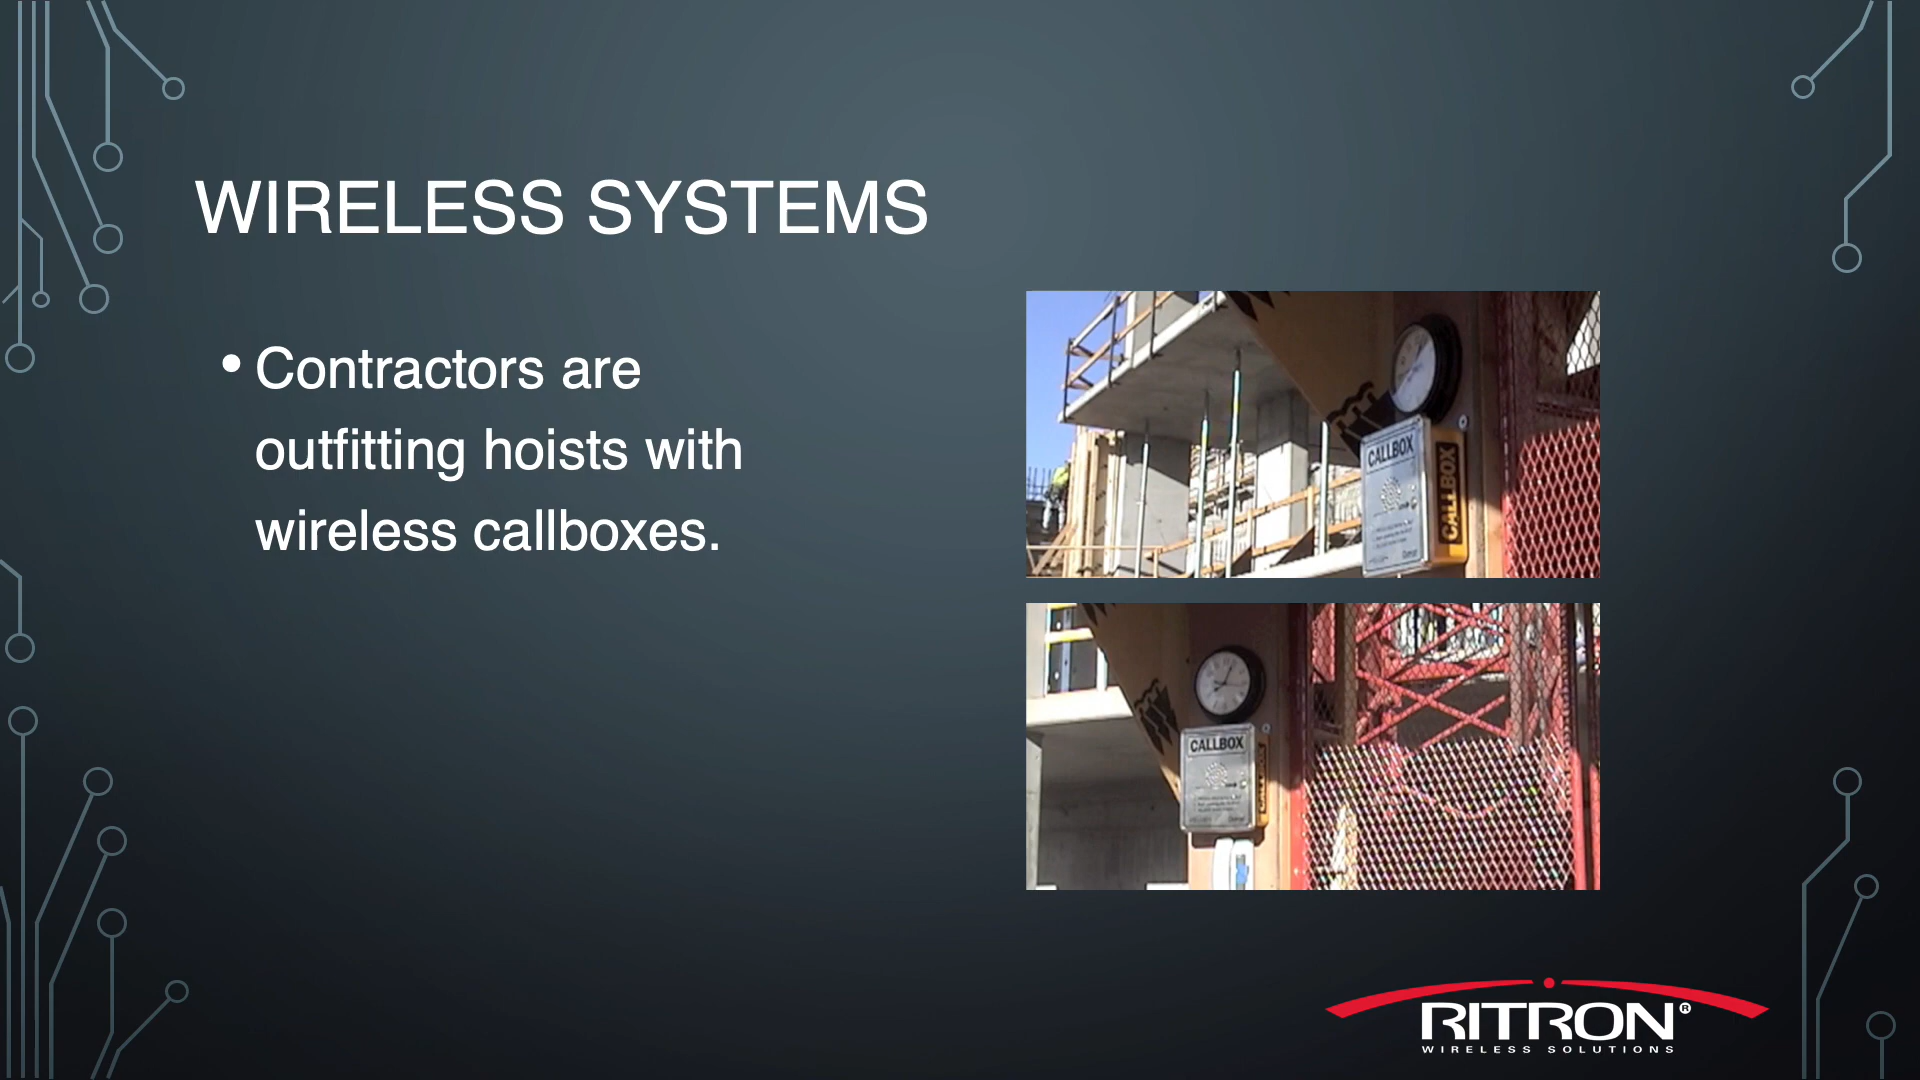 WIRELESS SYSTEMS
• Contractors are
outfitting hoists with
wireless callboxes.
CALLBOX
CALLBOX
CALLBOX
RITRON®
WIRELESS SOLUTIONS